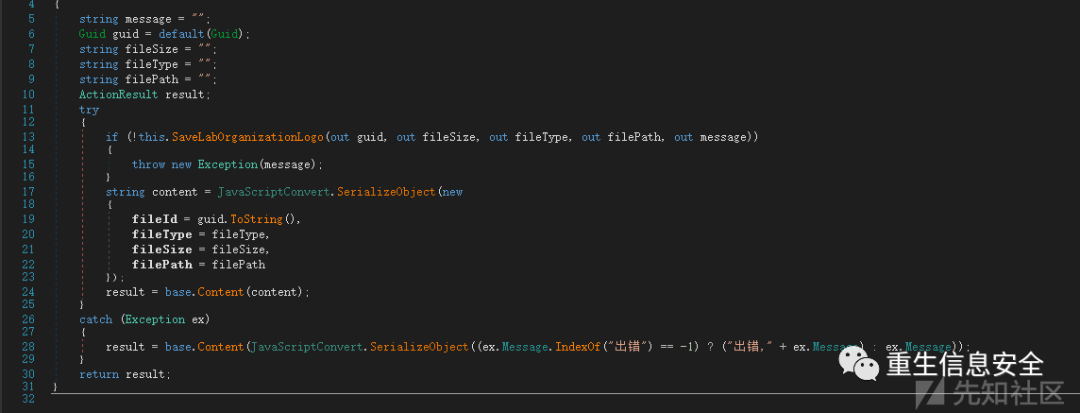 4 {
5 string message = "";
6 Guid guid = default(Guid);
7 string fileSize = "";
8 string fileType = "";
9 string filePath = "";
10 ActionResult result;
11 try
12 {
13 if (!this.SaveLabOrganizationLogo(out guid, out fileSize, out fileType, out filePath, out message))
14 {
15 throw new Exception(message);
16 }
17 string content = JavaScriptConvert.SerializeObject(new
18 {
19 fileId = guid.ToString(),
20 fileType = fileType,
21 fileSize = fileSize,
22 filePath = filePath
23 });
24 result = base.Content(content);
25 }
26 catch (Exception ex)
27 {
28 result = base.Content(JavaScriptConvert.SerializeObject((ex.Message.IndexOf("出错") == -1) ? ("出错," + ex.Message) : ex.Message));
29 }
30 return result;
31 }
32
重生信息安全
先知社区